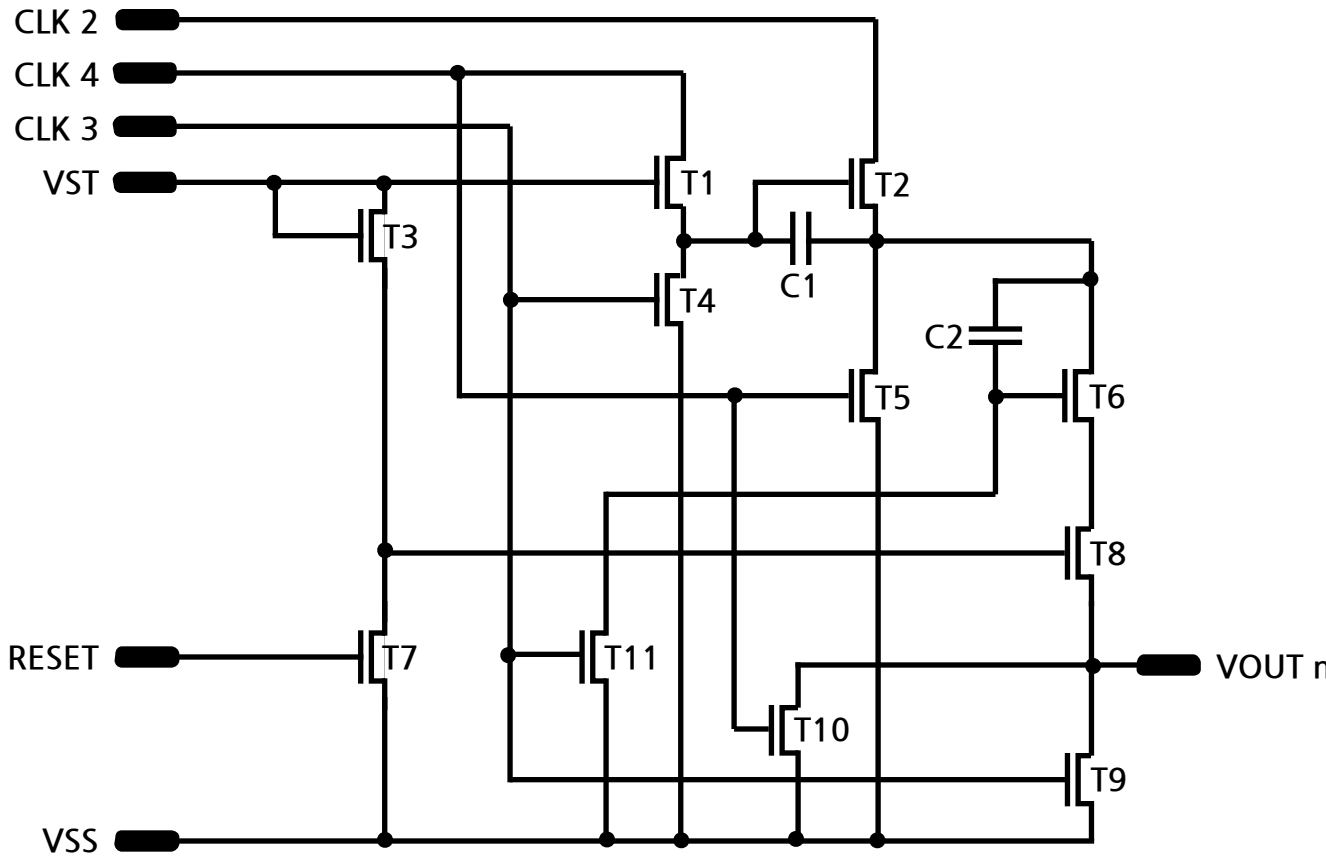 CLK 2
CLK 4
CLK 3
VST
T1
T2
T3
C1
T4
C2
T5
T6
T8
RESET
T7
T11
VOUT n
T10
T9
VSS